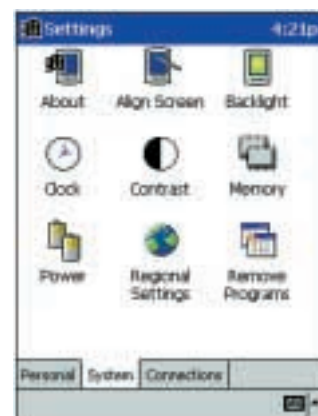 Settings 4:21p
About Align Screen Backlight
Clock Contrast Memory
Power Regional Settings Remove Programs
Personal System Connections